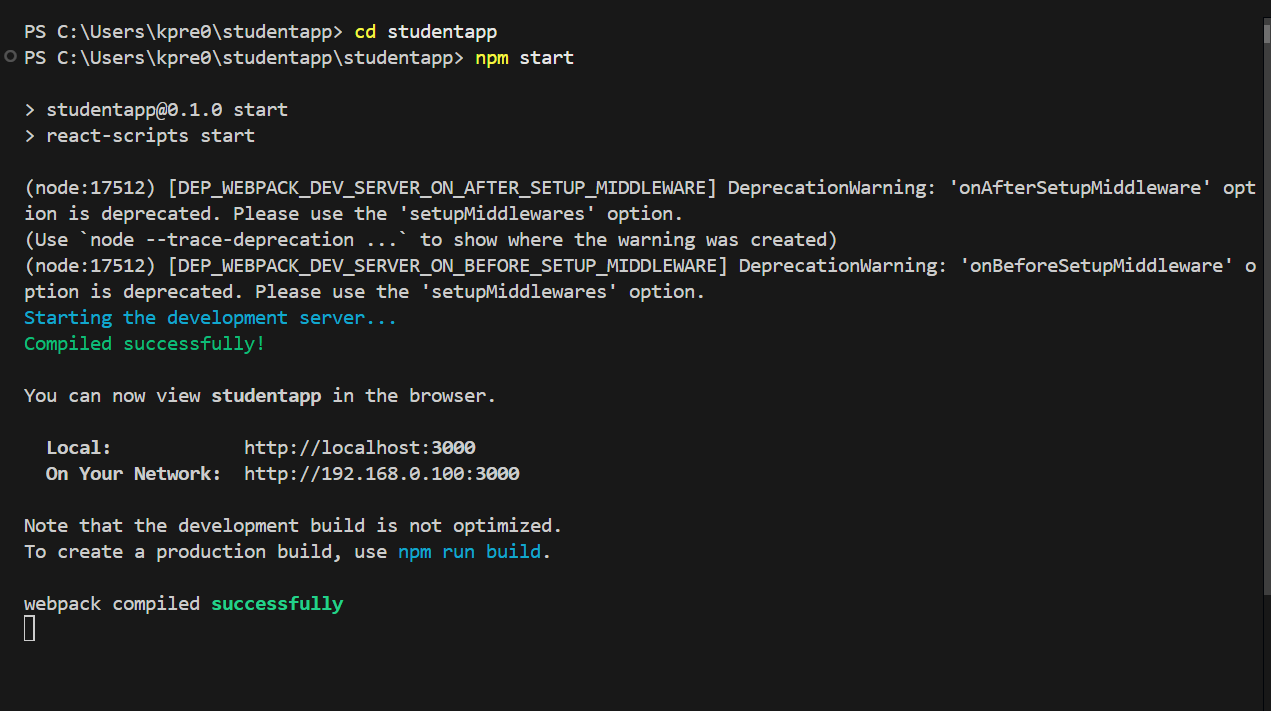 PS C:\Users\kpre0\studentapp> cd studentapp
PS C:\Users\kpre0\studentapp\studentapp> npm start
> studentapp@0.1.0 start
> react-scripts start
(node:17512) [DEP_WEBPACK_DEV_SERVER_ON_AFTER_SETUP_MIDDLEWARE] DeprecationWarning: 'onAfterSetupMiddleware' opt
ion is deprecated. Please use the 'setupMiddlewares' option.
(Use `node --trace-deprecation ...` to show where the warning was created)
(node:17512) [DEP_WEBPACK_DEV_SERVER_ON_BEFORE_SETUP_MIDDLEWARE] DeprecationWarning: 'onBeforeSetupMiddleware' o
ption is deprecated. Please use the 'setupMiddlewares' option.
Starting the development server...
Compiled successfully!
You can now view studentapp in the browser.
Local: http://localhost:3000
On Your Network: http://192.168.0.100:3000
Note that the development build is not optimized.
To create a production build, use npm run build.
webpack compiled successfully